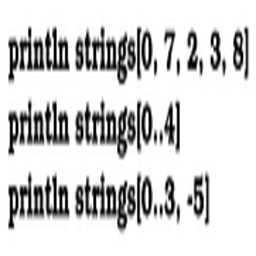 println strings[0, 7, 2, 3, 8]
println strings[0..4]
println strings[0..3, -5]